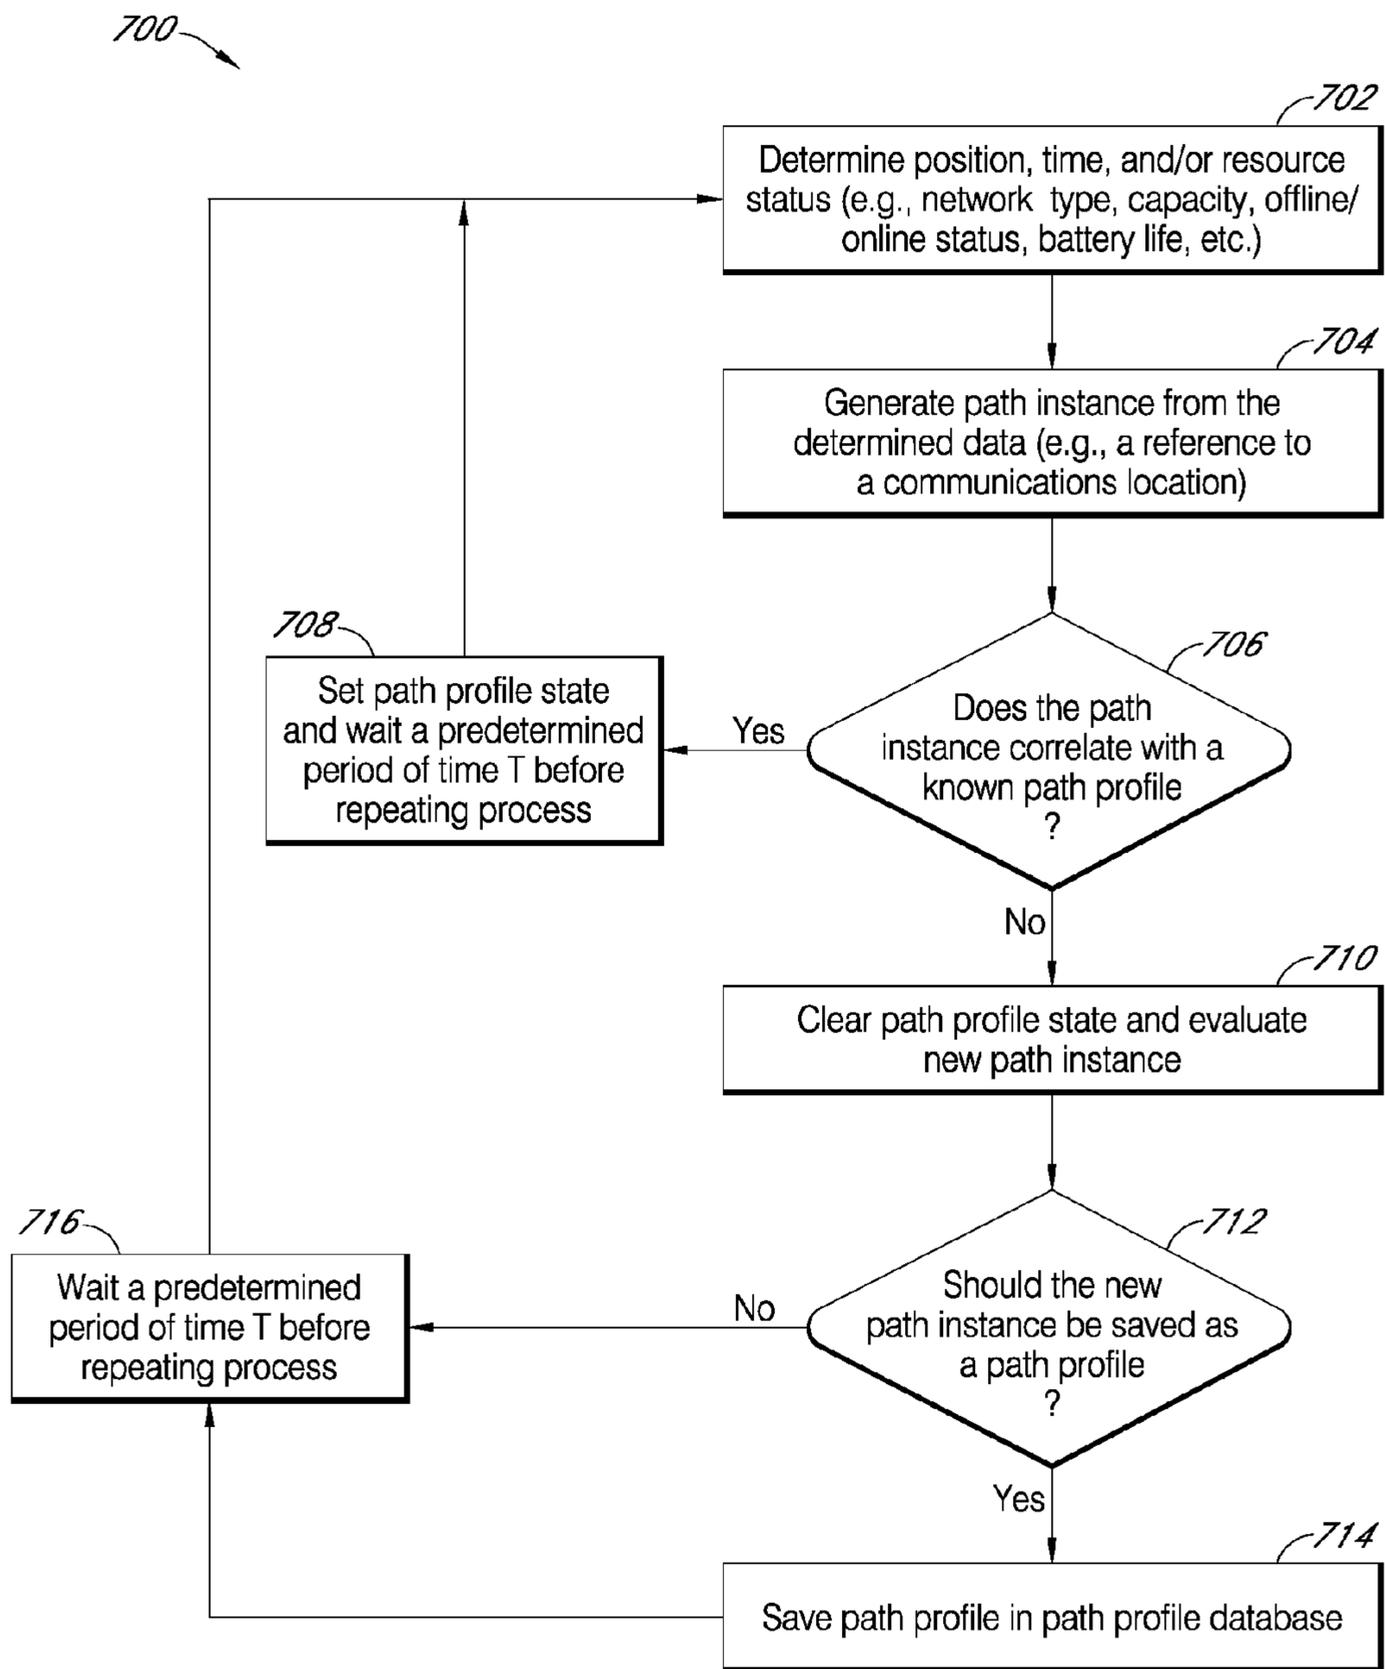 700
702
Determine position, time, and/or resource
status (e.g., network type, capacity, offline/
online status, battery life, etc.)
704
Generate path instance from the
determined data (e.g., a reference to
a communications location)
708
Set path profile state
and wait a predetermined
period of time T before
repeating process
706
Does the path
instance correlate with a
known path profile
?
Yes
No
710
Clear path profile state and evaluate
new path instance
716
Wait a predetermined
period of time T before
repeating process
712
Should the new
path instance be saved as
a path profile
?
No
Yes
714
Save path profile in path profile database